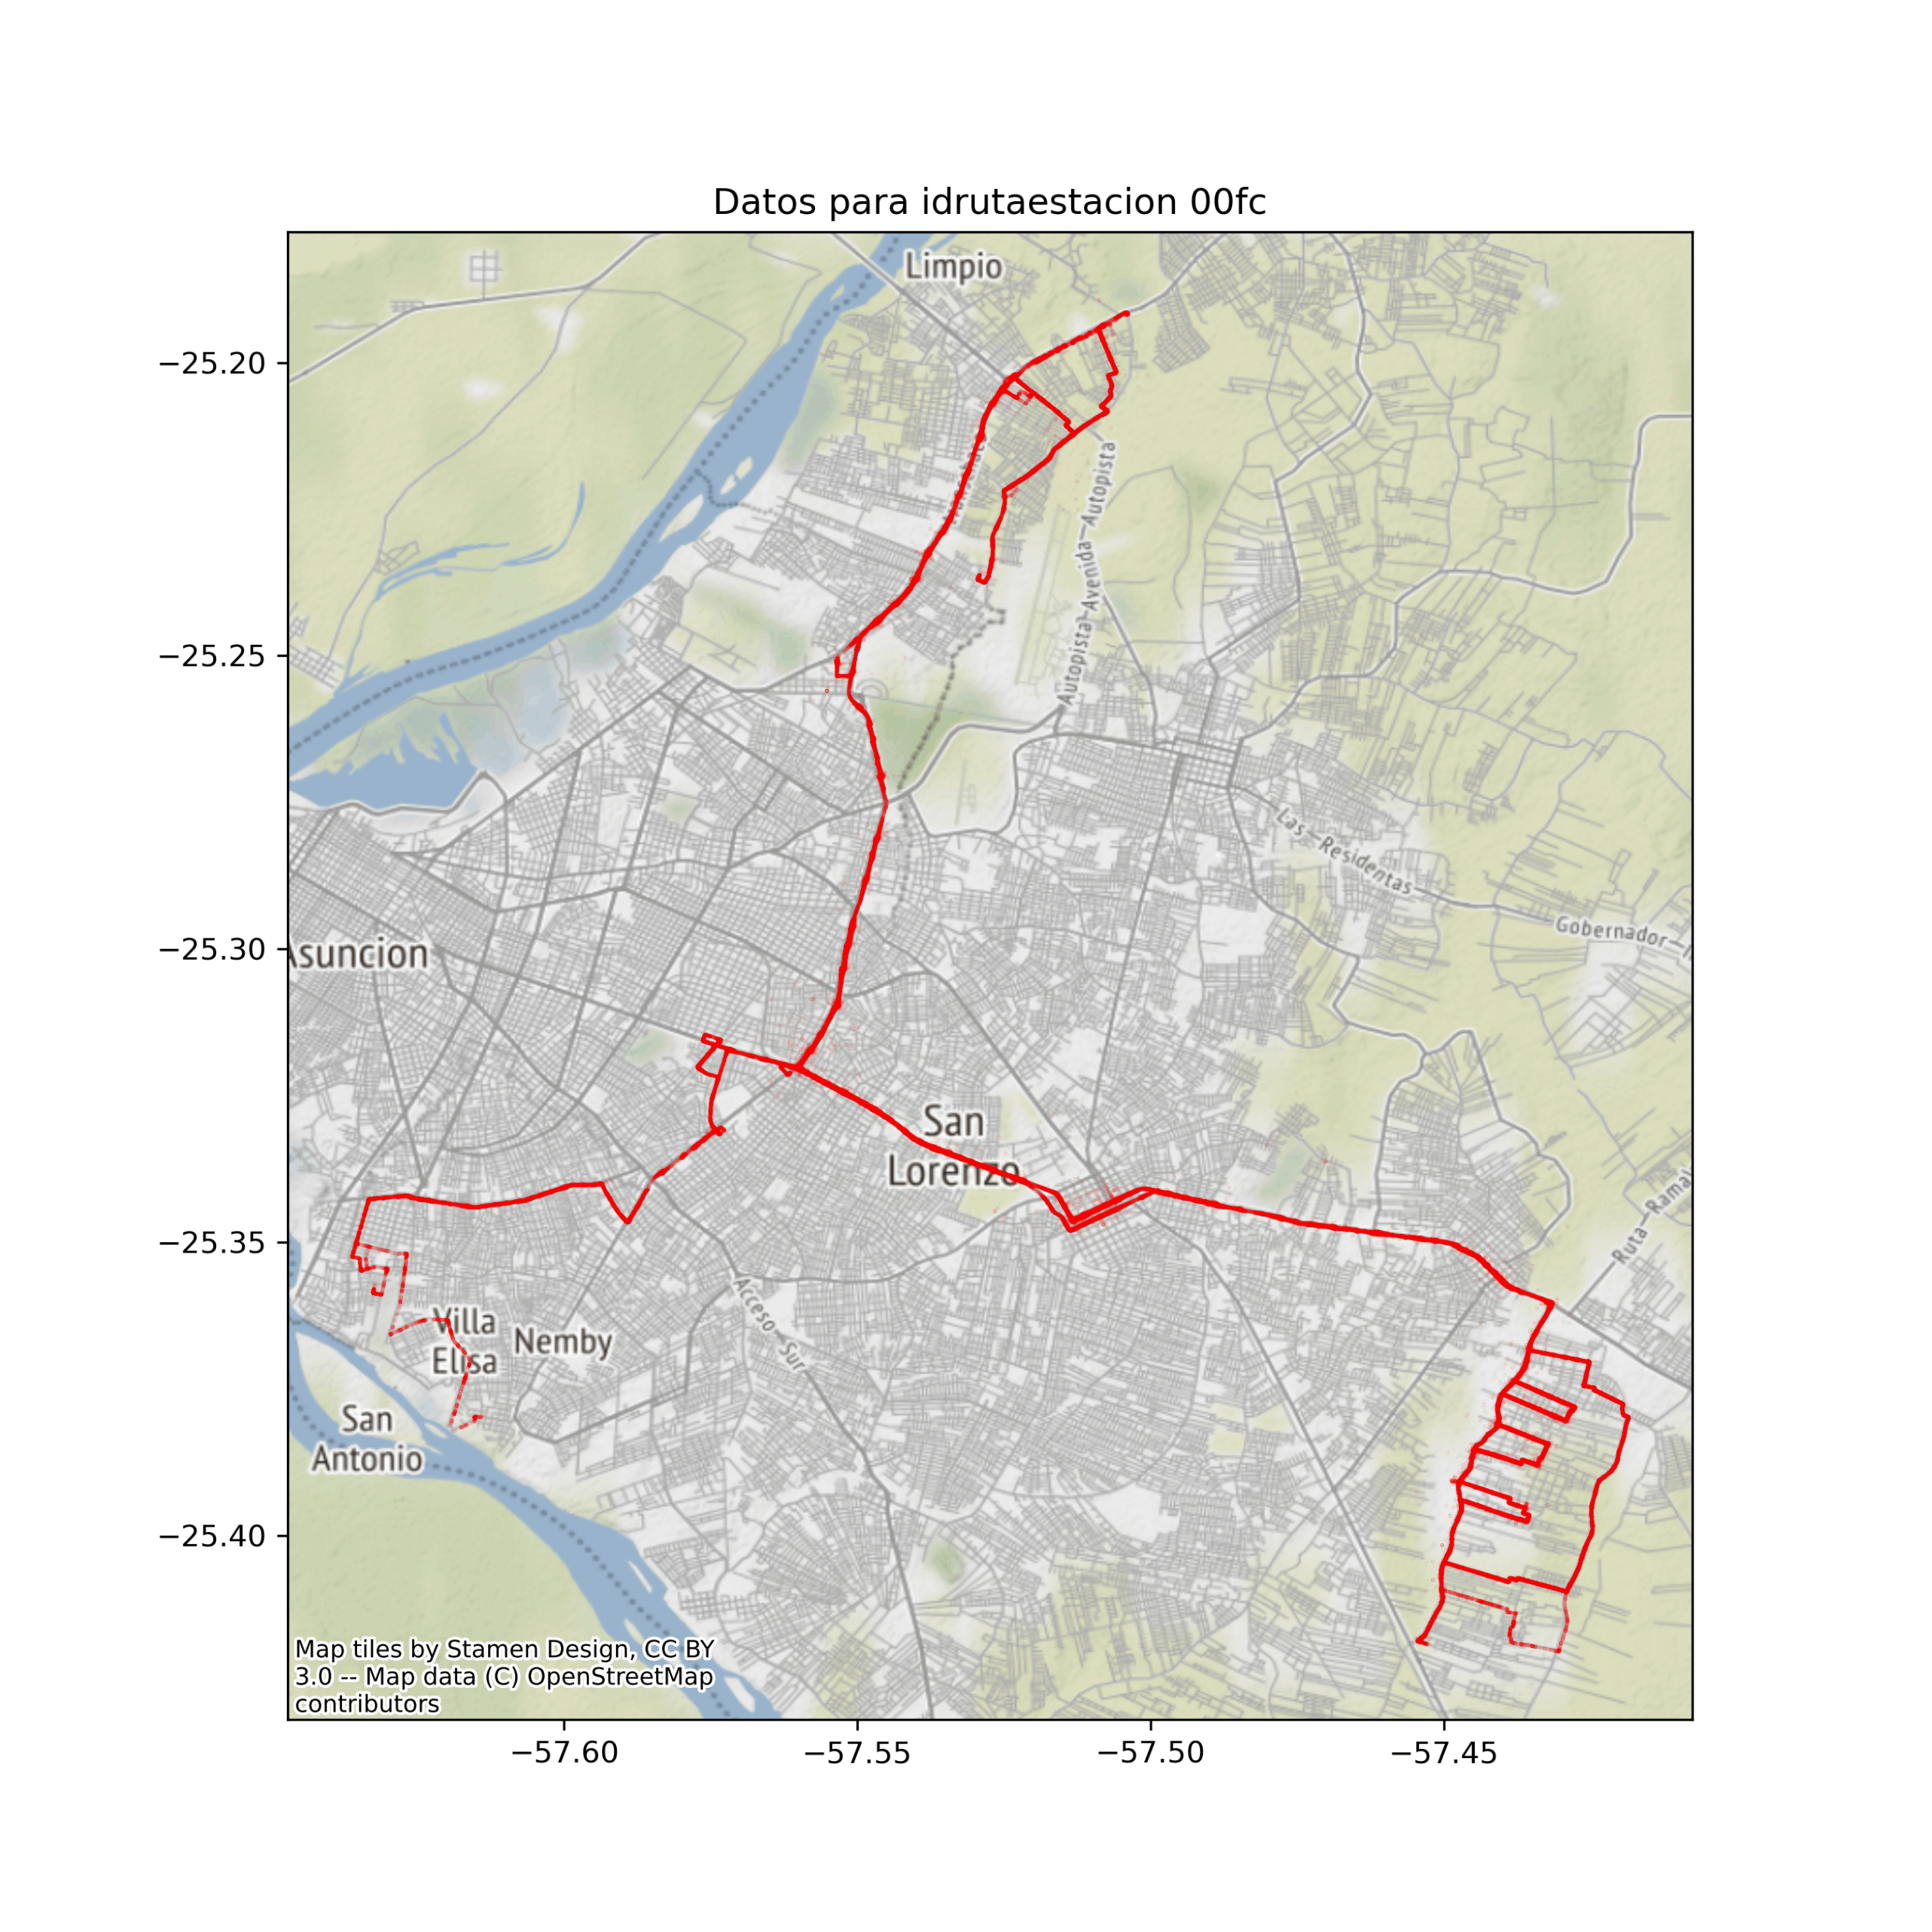 Datos para idrutaestacion 00fc
Limpio
−25.20
Autopista Avenida Autopista
−25.25
Las Residentas
Gobernador
−25.30
Asuncion
San
Lorenzo
−25.35
Ruta Ramal
Villa
Elisa
Nemby
Acceso Sur
San
Antonio
−25.40
Map tiles by Stamen Design, CC BY
3.0 -- Map data (C) OpenStreetMap
contributors
−57.60
−57.55
−57.50
−57.45